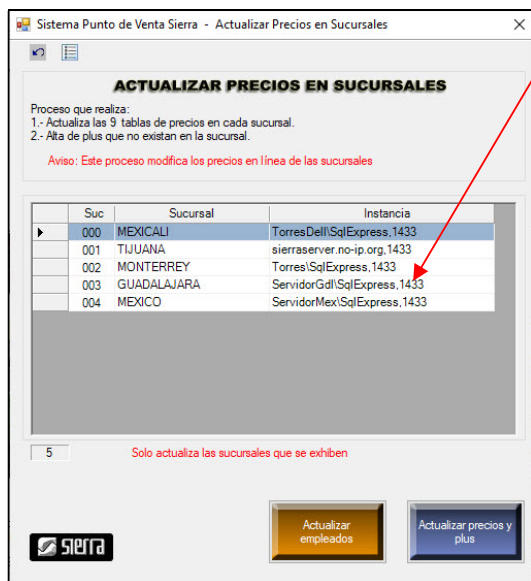 Sistema Punto de Venta Sierra - Actualizar Precios en Sucursales
ACTUALIZAR PRECIOS EN SUCURSALES
Proceso que realiza:
1.- Actualiza las 9 tablas de precios en cada sucursal.
2.- Alta de plus que no existan en la sucursal.
Aviso: Este proceso modifica los precios en línea de las sucursales
Suc Sucursal Instancia
000 MEXICALI TorresDell\SqlExpress,1433
001 TIJUANA sierraserver.no-ip.org,1433
002 MONTERREY Torres\SqlExpress,1433
003 GUADALAJARA ServidorGdl\SqlExpress,1433
004 MEXICO ServidorMex\SqlExpress,1433
5 Solo actualiza las sucursales que se exhiben
Actualizar empleados
Actualizar precios y plus
sierra